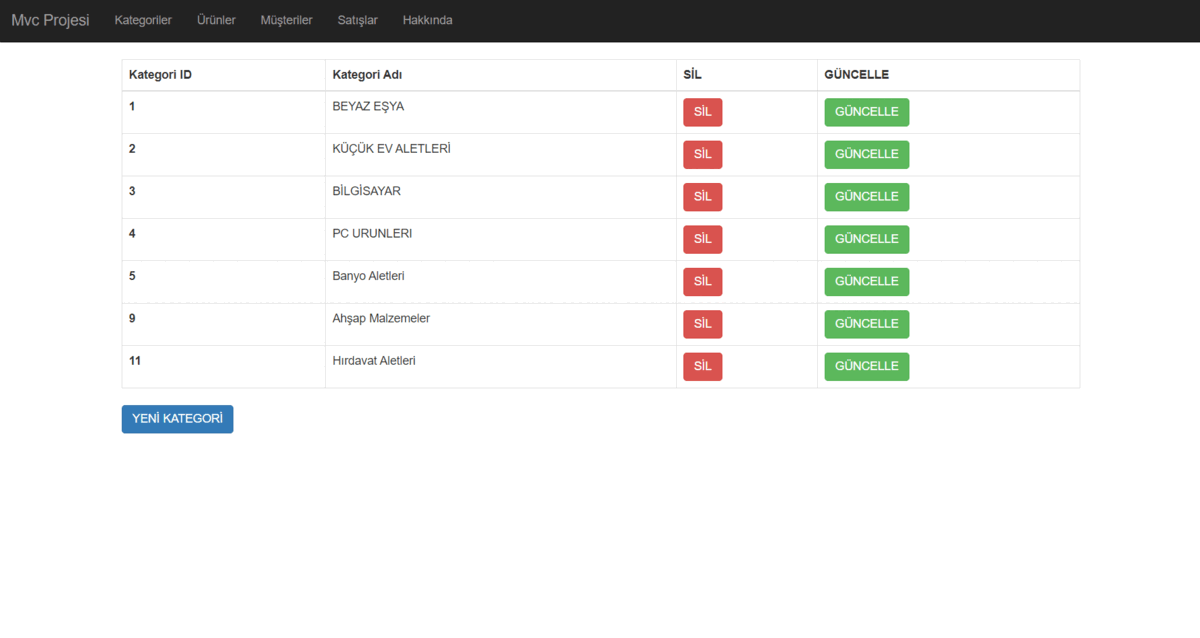 Mvc Projesi Kategoriler Ürünler Müşteriler Satışlar Hakkında
Kategori ID Kategori Adı SİL GÜNCELLE
1 BEYAZ EŞYA SİL GÜNCELLE
2 KÜÇÜK EV ALETLERİ SİL GÜNCELLE
3 BİLGİSAYAR SİL GÜNCELLE
4 PC URUNLERI SİL GÜNCELLE
5 Banyo Aletleri SİL GÜNCELLE
9 Ahşap Malzemeler SİL GÜNCELLE
11 Hırdavat Aletleri SİL GÜNCELLE
YENİ KATEGORİ